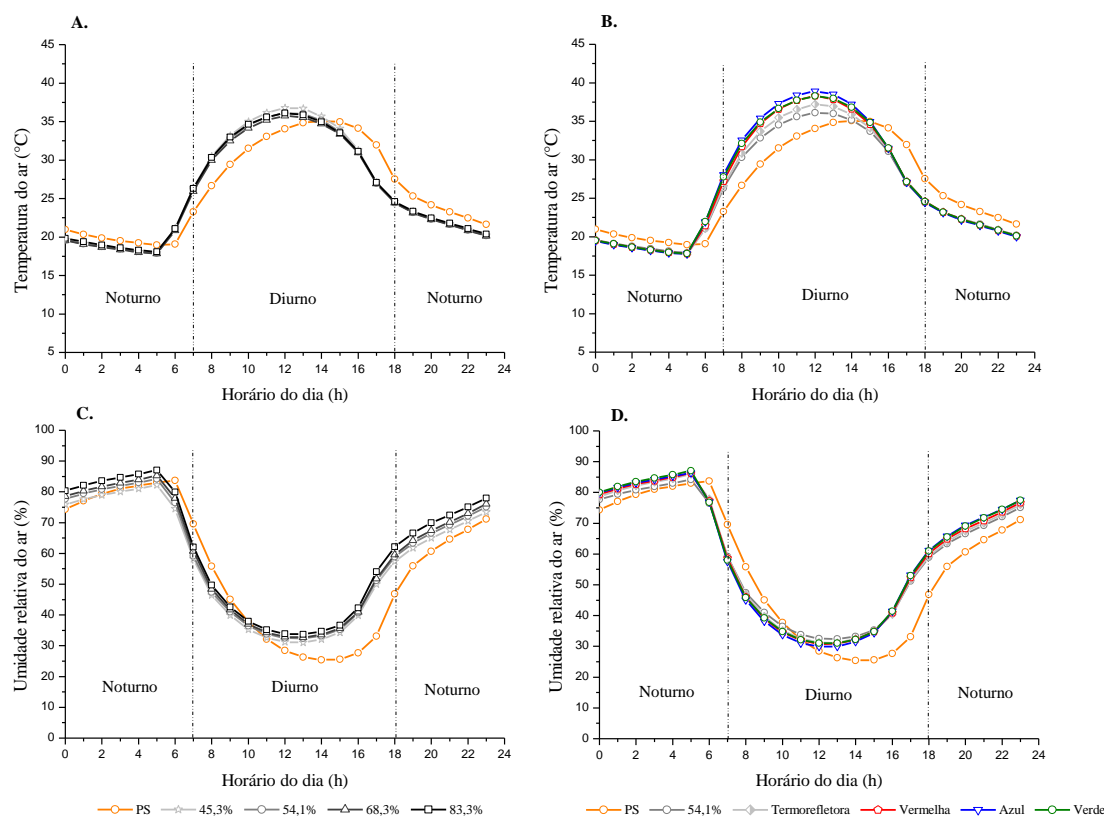 A.
B.
Temperatura do ar (°C)
45
40
35
30
25
20
15
10
5
Noturno
Diurno
Noturno
0 2 4 6 8 10 12 14 16 18 20 22 24
Horário do dia (h)
Temperatura do ar (°C)
45
40
35
30
25
20
15
10
5
Noturno
Diurno
Noturno
0 2 4 6 8 10 12 14 16 18 20 22 24
Horário do dia (h)
C.
D.
Umidade relativa do ar (%)
100
90
80
70
60
50
40
30
20
10
0
Noturno
Diurno
Noturno
0 2 4 6 8 10 12 14 16 18 20 22 24
Horário do dia (h)
Umidade relativa do ar (%)
100
90
80
70
60
50
40
30
20
10
0
Noturno
Diurno
Noturno
0 2 4 6 8 10 12 14 16 18 20 22 24
Horário do dia (h)
PS 45,3% 54,1% 68,3% 83,3%
PS 54,1% Termorefletora Vermelha Azul Verde